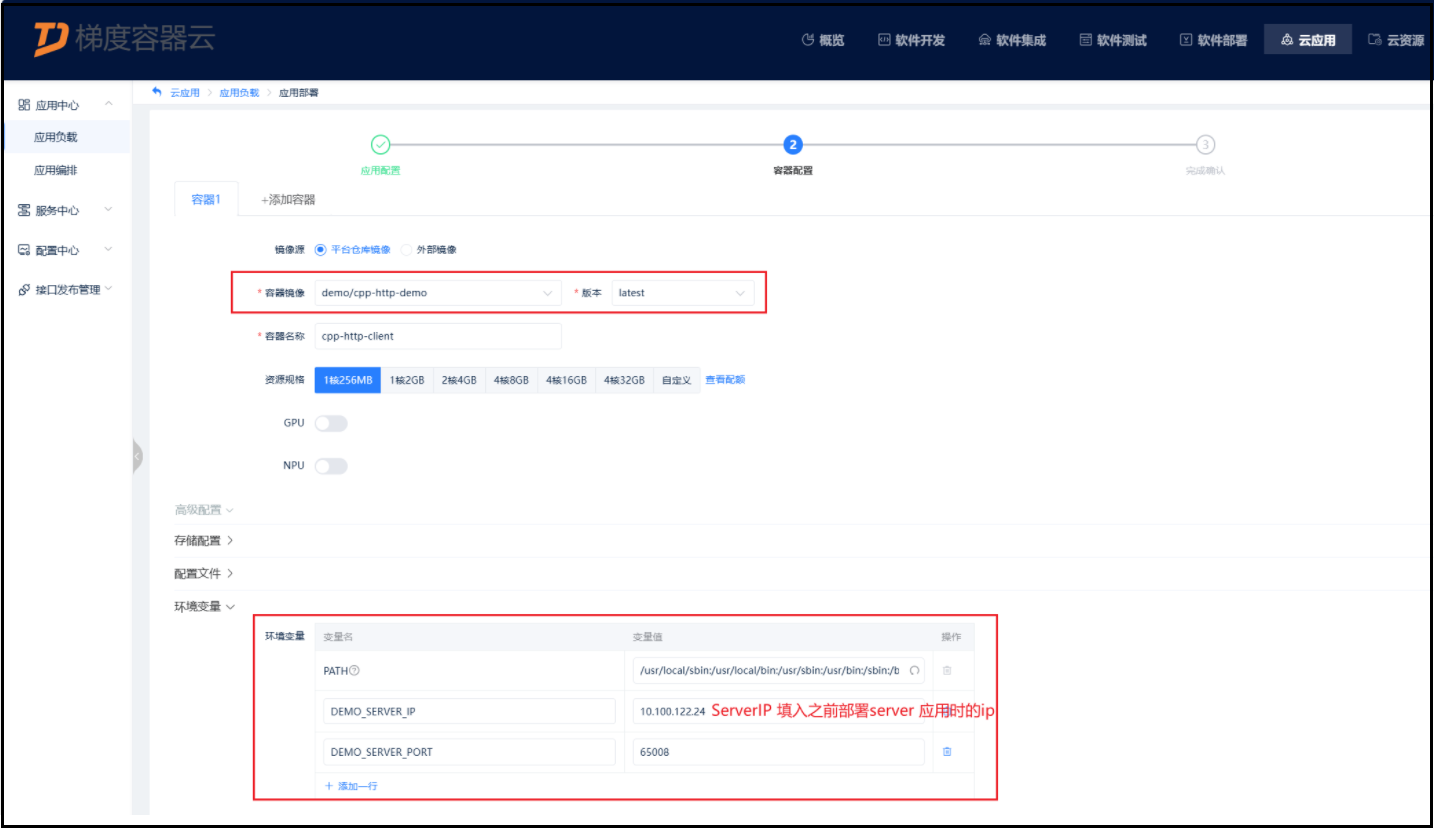 梯度容器云
概览 软件开发 软件集成 软件测试 软件部署 云应用 云资源
应用中心
应用负载
应用编排
服务中心
配置中心
接口发布管理
云应用 > 应用负载 > 应用部署
2 3
应用配置 容器配置 完成确认
容器1 +添加容器
镜像源 平台仓库镜像 外部镜像
* 容器镜像 demo/cpp-http-demo * 版本 latest
* 容器名称 cpp-http-client
资源规格 1核256MB 1核2GB 2核4GB 4核8GB 4核16GB 4核32GB 自定义 查看配额
GPU
NPU
高级配置
存储配置
配置文件
环境变量
环境变量 变量名 变量值 操作
PATH /usr/local/sbin:/usr/local/bin:/usr/sbin:/usr/bin:/sbin:/b
DEMO_SERVER_IP 10.100.122.24 ServerIP 填入之前部署server 应用时的ip
DEMO_SERVER_PORT 65008
+ 添加一行